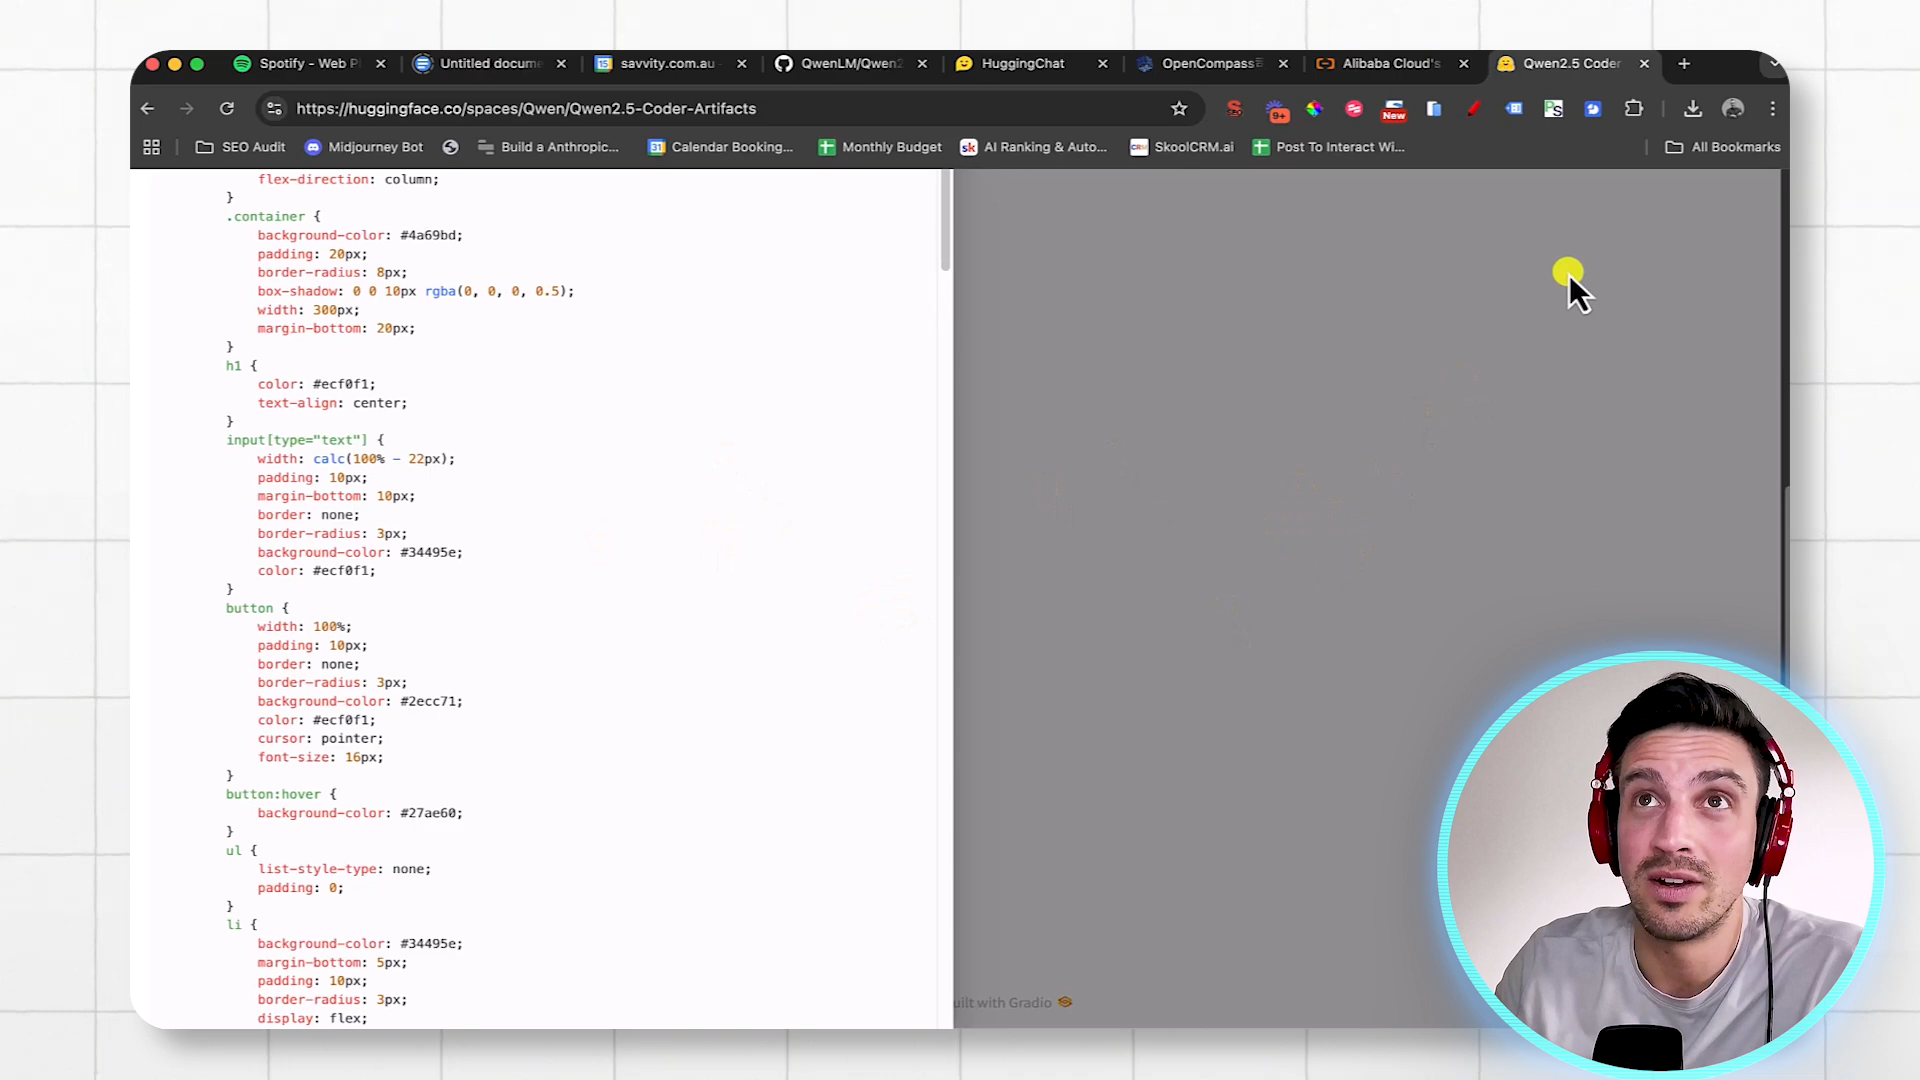 Spotify - Web P
Untitled docume
savvity.com.au
QwenLM/Qwen2
HuggingChat
OpenCompass
Alibaba Cloud's
Qwen2.5 Coder
https://huggingface.co/spaces/Qwen/Qwen2.5-Coder-Artifacts
9+
New
SEO Audit
Midjourney Bot
Build a Anthropic...
Calendar Booking...
Monthly Budget
AI Ranking & Auto...
SkoolCRM.ai
Post To Interact Wi...
All Bookmarks
flex-direction: column;
}
.container {
background-color: #4a69bd;
padding: 20px;
border-radius: 8px;
box-shadow: 0 0 10px rgba(0, 0, 0, 0.5);
width: 300px;
margin-bottom: 20px;
}
h1 {
color: #ecf0f1;
text-align: center;
}
input[type="text"] {
width: calc(100% - 22px);
padding: 10px;
margin-bottom: 10px;
border: none;
border-radius: 3px;
background-color: #34495e;
color: #ecf0f1;
}
button {
width: 100%;
padding: 10px;
border: none;
border-radius: 3px;
background-color: #2ecc71;
color: #ecf0f1;
cursor: pointer;
font-size: 16px;
}
button:hover {
background-color: #27ae60;
}
ul {
list-style-type: none;
padding: 0;
}
li {
background-color: #34495e;
margin-bottom: 5px;
padding: 10px;
border-radius: 3px;
display: flex;
uilt with Gradio